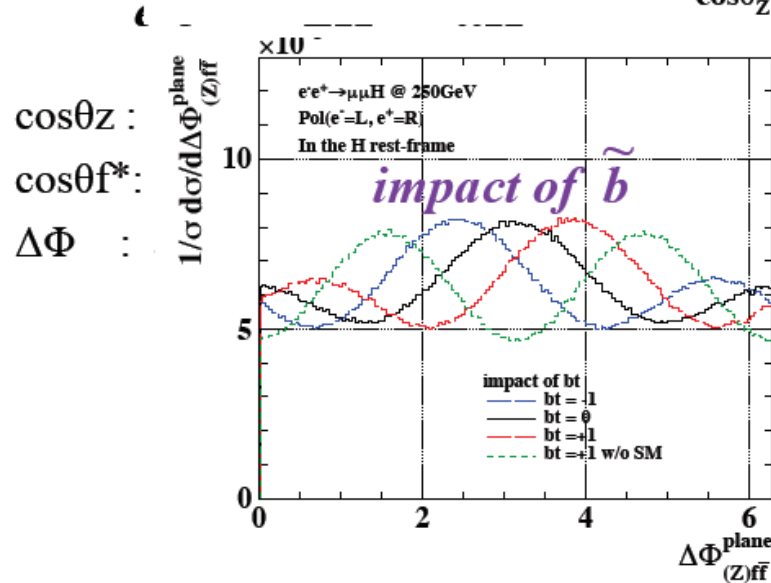 cosθz
×10
e⁻e⁺→μμH @ 250GeV
Pol(e⁻=L, e⁺=R)
In the H rest-frame
impact of b̃
cosθz :
cosθf*:
ΔΦ :
1/σ dσ/dΔΦ^plane_(Z)ff̄
10
5
0
impact of bt
bt = -1
bt = 0
bt = +1
bt = +1 w/o SM
0 2 4 6
ΔΦ^plane_(Z)ff̄